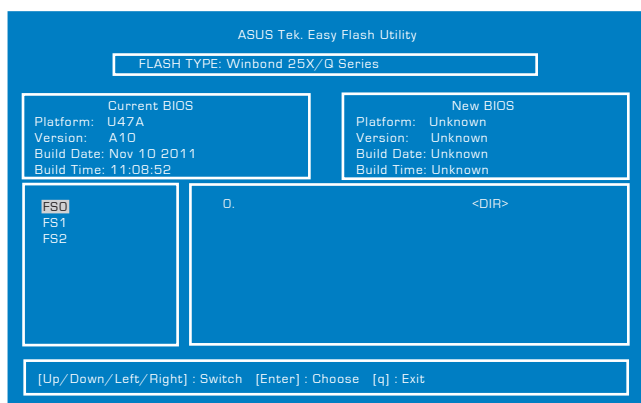 ASUS Tek. Easy Flash Utility
FLASH TYPE: Winbond 25X/Q Series
Current BIOS
Platform: U47A
Version: A10
Build Date: Nov 10 2011
Build Time: 11:08:52
New BIOS
Platform: Unknown
Version: Unknown
Build Date: Unknown
Build Time: Unknown
FS0
FS1
FS2
0. <DIR>
[Up/Down/Left/Right] : Switch [Enter] : Choose [q] : Exit